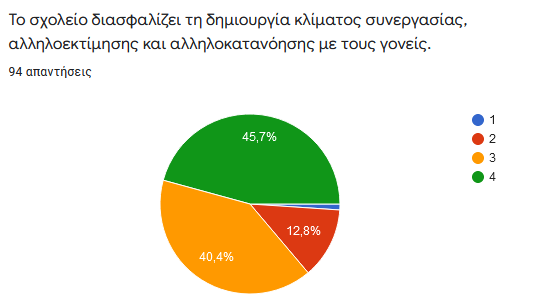 Το σχολείο διασφαλίζει τη δημιουργία κλίματος συνεργασίας,
αλληλοεκτίμησης και αλληλοκατανόησης με τους γονείς.
94 απαντήσεις
45,7%
12,8%
40,4%
1
2
3
4